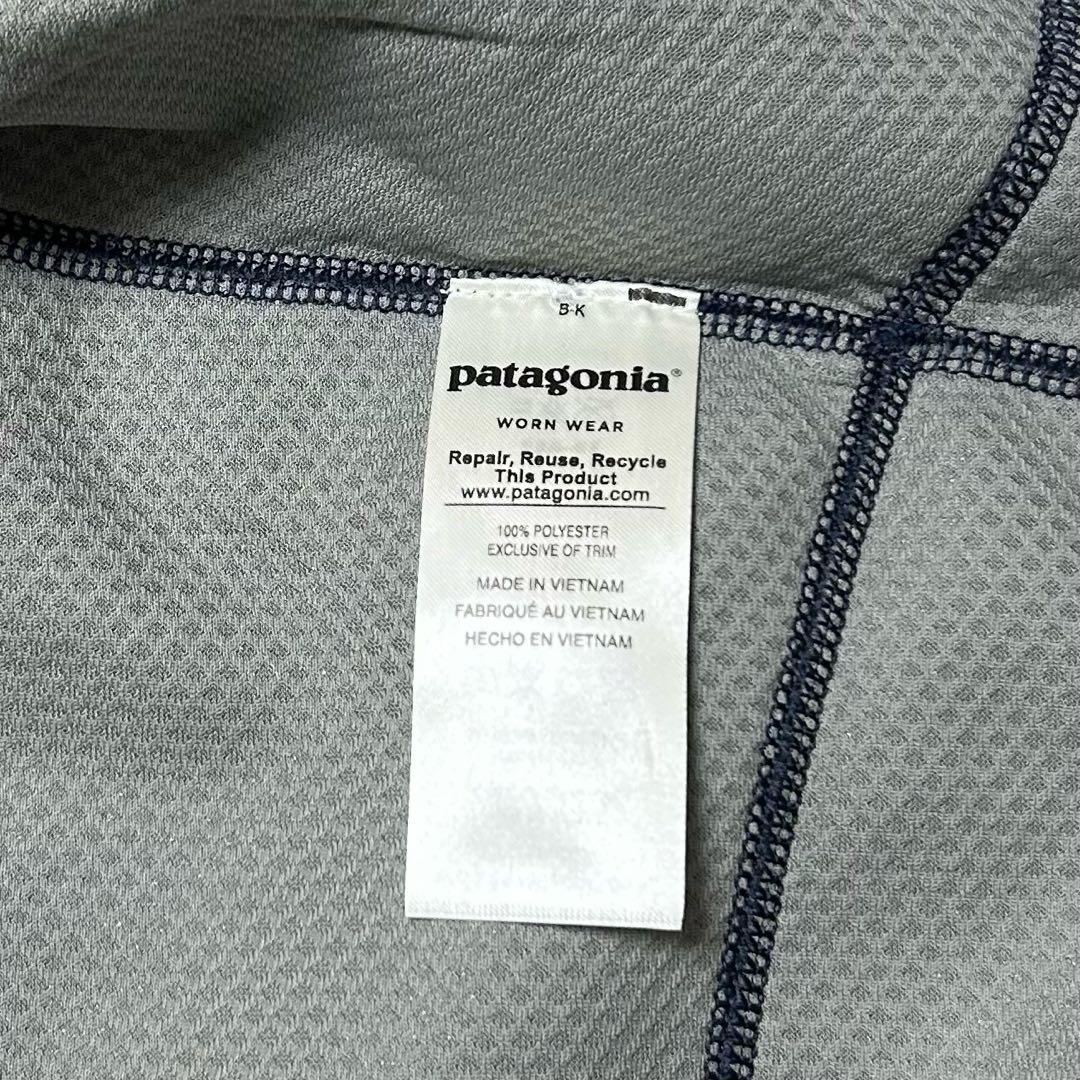 B-K
patagonia®
WORN WEAR
Repair, Reuse, Recycle
This Product
www.patagonia.com
100% POLYESTER
EXCLUSIVE OF TRIM
MADE IN VIETNAM
FABRIQUÉ AU VIETNAM
HECHO EN VIETNAM